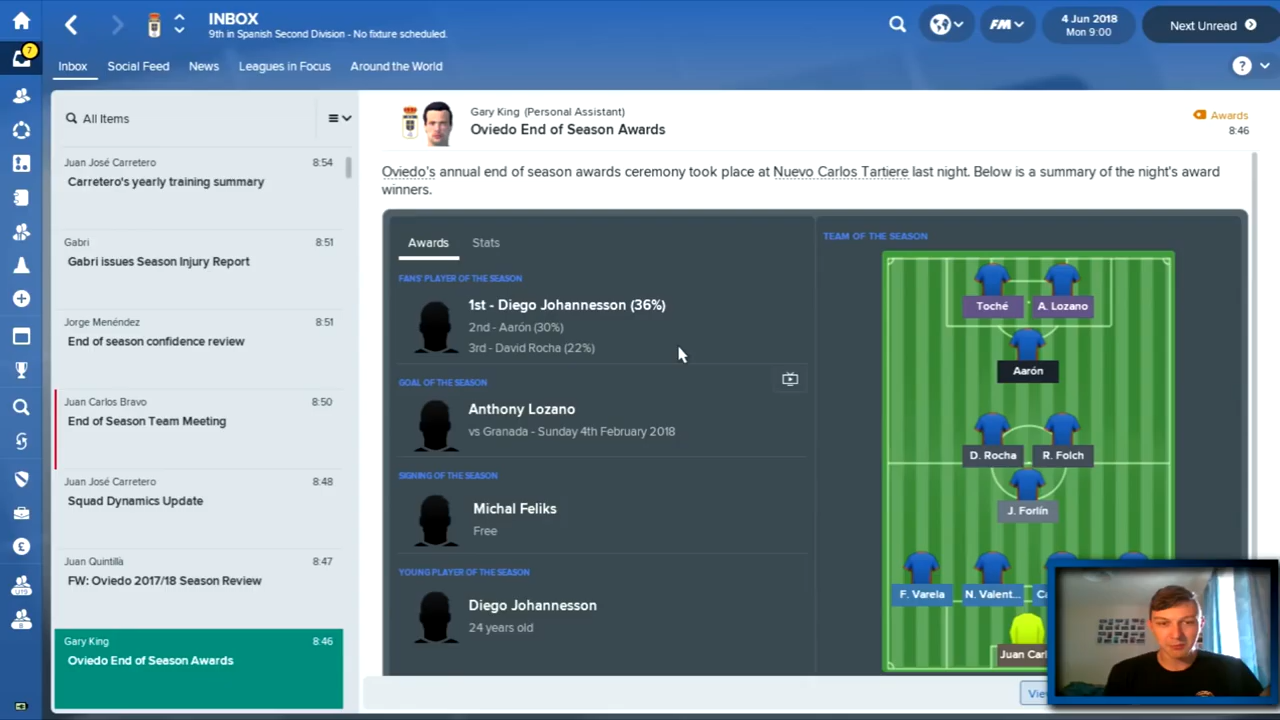 INBOX
9th in Spanish Second Division - No fixture scheduled.
FM
4 Jun 2018
Mon 9:00
Next Unread
7
Inbox
Social Feed
News
Leagues in Focus
Around the World
?
All Items
Juan José Carretero 8:54
Carretero's yearly training summary
Gabri 8:51
Gabri issues Season Injury Report
Jorge Menéndez 8:51
End of season confidence review
Juan Carlos Bravo 8:50
End of Season Team Meeting
Juan José Carretero 8:48
Squad Dynamics Update
Juan Quintillà 8:47
FW: Oviedo 2017/18 Season Review
Gary King 8:46
Oviedo End of Season Awards
Gary King (Personal Assistant)
Oviedo End of Season Awards
Awards
8:46
Oviedo's annual end of season awards ceremony took place at Nuevo Carlos Tartiere last night. Below is a summary of the night's award
winners.
Awards
Stats
FANS' PLAYER OF THE SEASON
1st - Diego Johannesson (36%)
2nd - Aarón (30%)
3rd - David Rocha (22%)
GOAL OF THE SEASON
Anthony Lozano
vs Granada - Sunday 4th February 2018
SIGNING OF THE SEASON
Michal Feliks
Free
YOUNG PLAYER OF THE SEASON
Diego Johannesson
24 years old
TEAM OF THE SEASON
Toché
A. Lozano
Aarón
D. Rocha
R. Folch
J. Forlín
F. Varela
N. Valent...
Juan Carl
U19
B
£